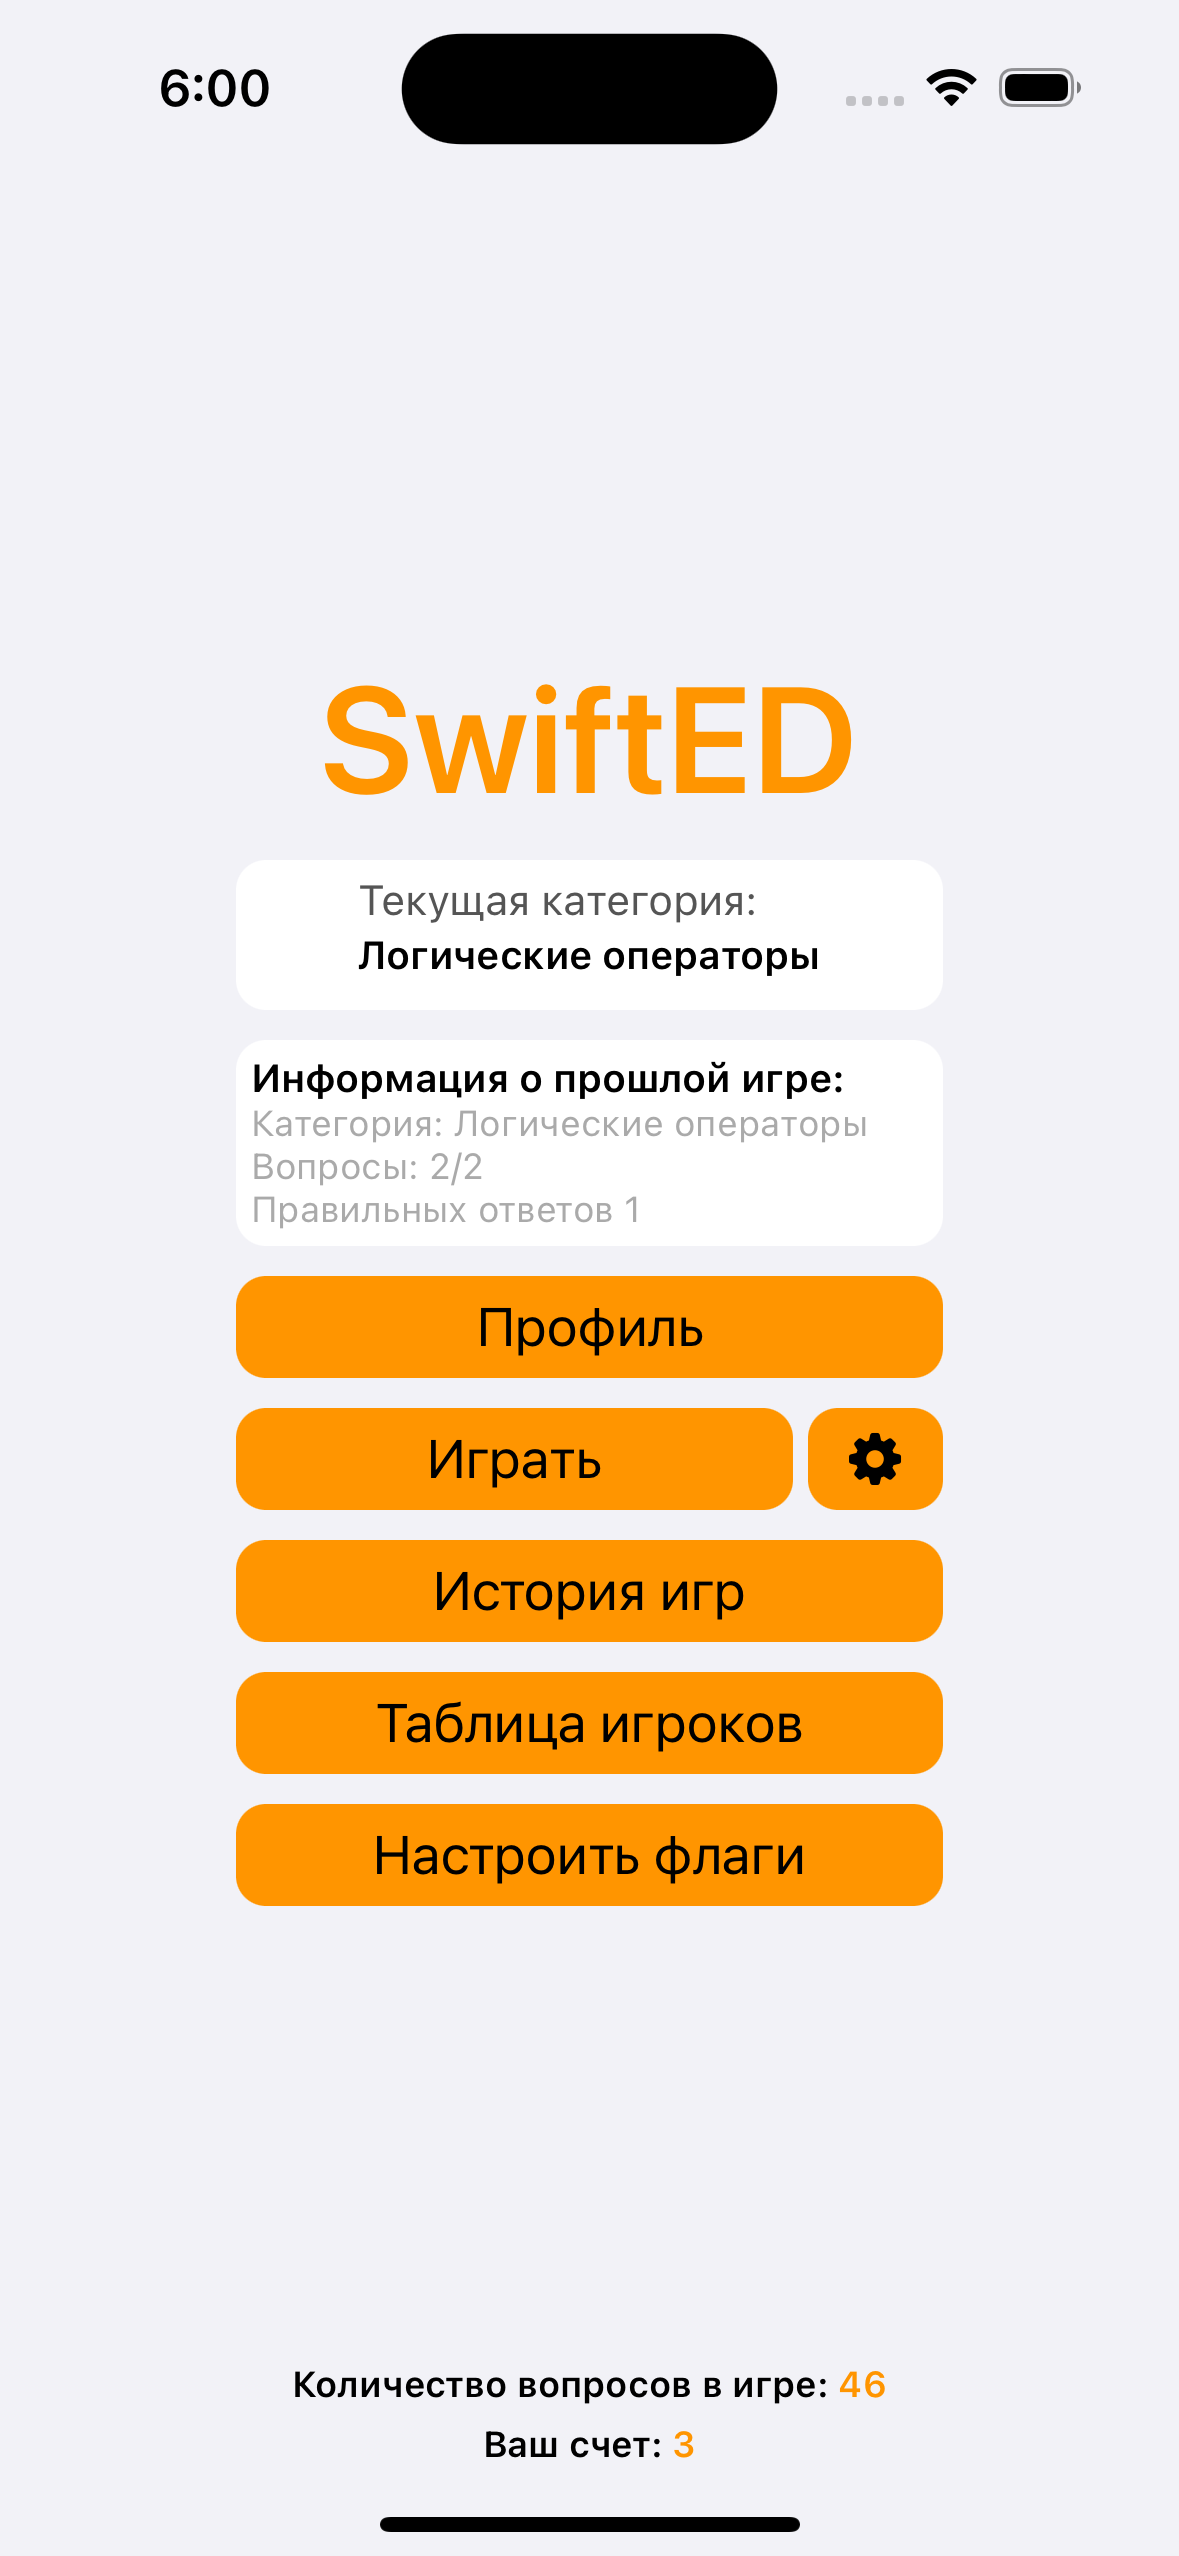 6:00
SwiftED
Текущая категория:
Логические операторы
Информация о прошлой игре:
Категория: Логические операторы
Вопросы: 2/2
Правильных ответов 1
Профиль
Играть
История игр
Таблица игроков
Настроить флаги
Количество вопросов в игре: 46
Ваш счет: 3